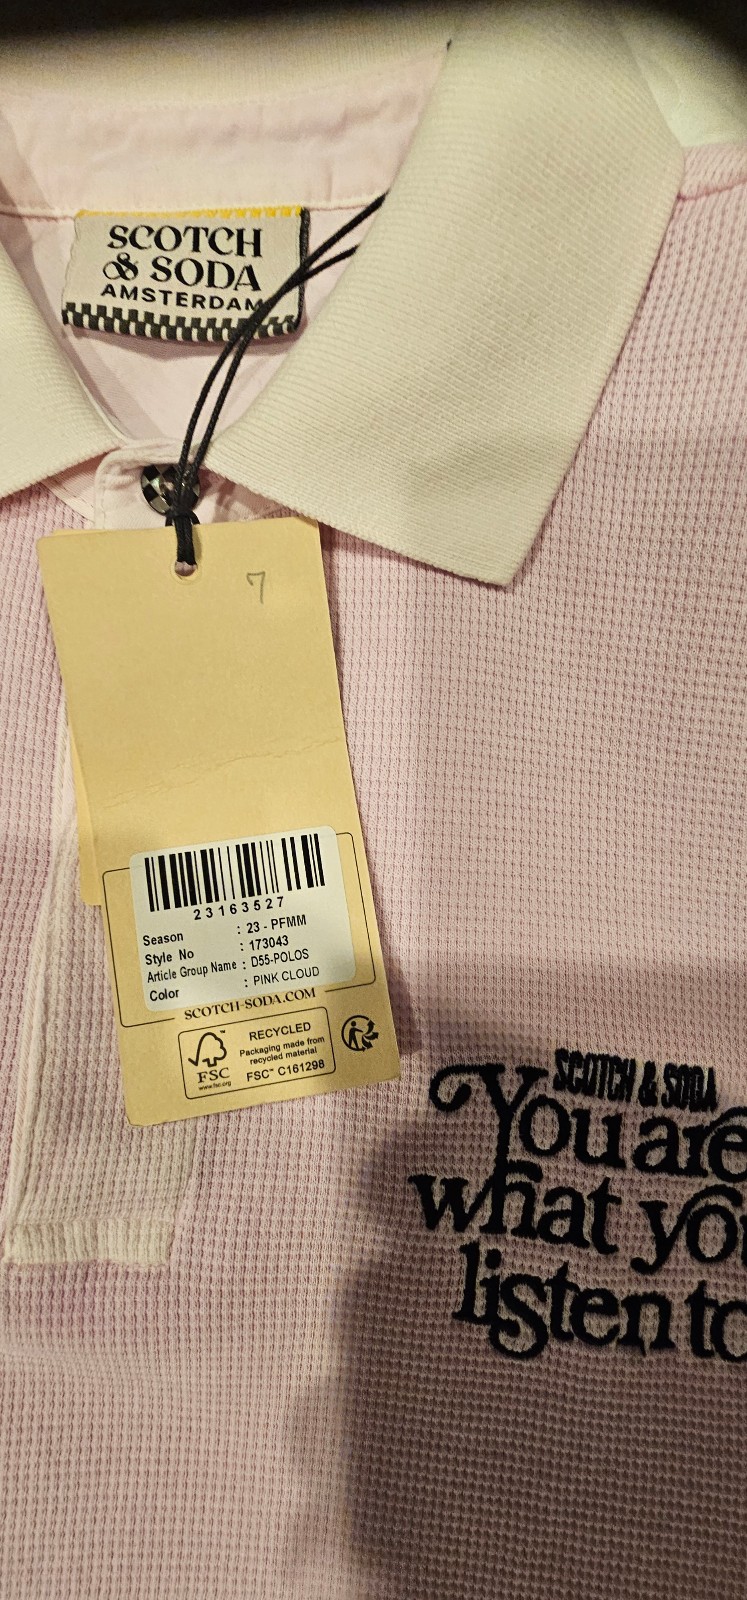 SCOTCH
& SODA
AMSTERDAM
7
23163527
Season : 23 - PFMM
Style No : 173043
Article Group Name : D55-POLOS
Color : PINK CLOUD
SCOTCH-SODA.COM
FSC
www.fsc.org
RECYCLED
Packaging made from
recycled material
FSC™ C161298
SCOTCH & SODA
You are
what you
listen to